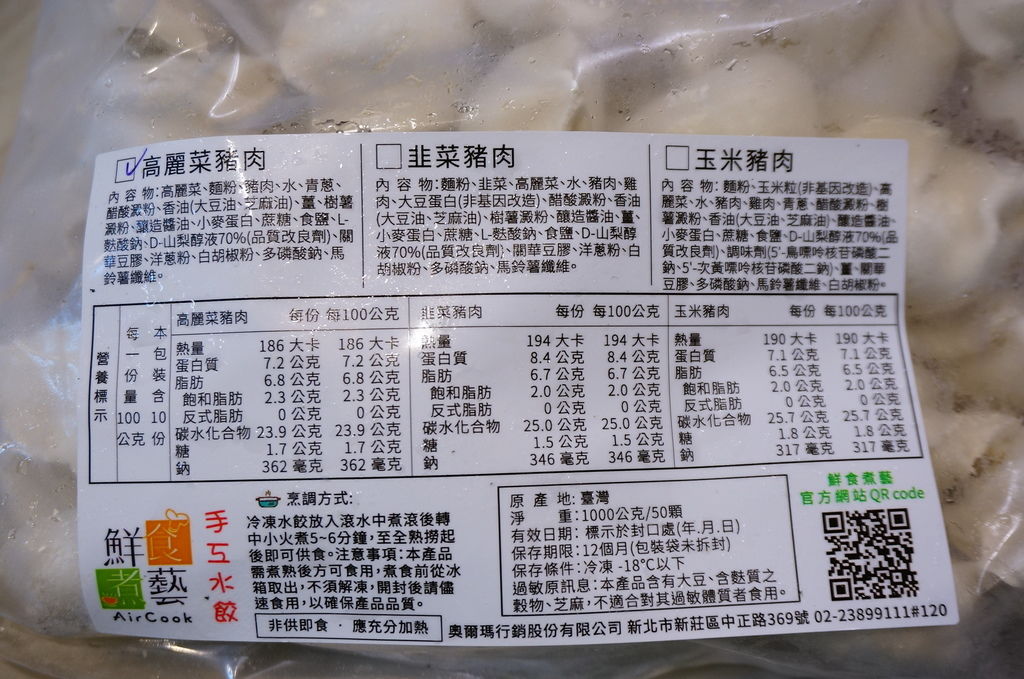 高麗菜豬肉
內 容 物:高麗菜、麵粉、豬肉、水、青蔥、
醋酸澱粉、香油(大豆油、芝麻油)、薑、樹薯
澱粉、釀造醬油、小麥蛋白、蔗糖、食鹽、L-
麩酸鈉、D-山梨醇液70%(品質改良劑)、關
華豆膠、洋蔥粉、白胡椒粉、多磷酸鈉、馬
鈴薯纖維。
韭菜豬肉
內 容 物:麵粉、韭菜、高麗菜、水、豬肉、雞
肉、大豆蛋白(非基因改造)、醋酸澱粉、香油
(大豆油、芝麻油)、樹薯澱粉、釀造醬油、薑、
小麥蛋白、蔗糖、L-麩酸鈉、食鹽、D-山梨醇
液70%(品質改良劑)、關華豆膠、洋蔥粉、白
胡椒粉、多磷酸鈉、馬鈴薯纖維。
玉米豬肉
內 容 物:麵粉、玉米粒(非基因改造)、高
麗菜、水、豬肉、雞肉、青蔥、醋酸澱粉、樹
薯澱粉、香油(大豆油、芝麻油)、釀造醬油、
小麥蛋白、蔗糖、食鹽、D-山梨醇液70%(品
質改良劑)、調味劑(5'-鳥嘌呤核苷磷酸二
鈉、5'-次黃嘌呤核苷磷酸二鈉)、薑、關華
豆膠、多磷酸鈉、馬鈴薯纖維、白胡椒粉。
營養標示
每一份量100公克
本包裝含10份
高麗菜豬肉 每份 每100公克
熱量 186 大卡 186 大卡
蛋白質 7.2 公克 7.2 公克
脂肪 6.8 公克 6.8 公克
飽和脂肪 2.3 公克 2.3 公克
反式脂肪 0 公克 0 公克
碳水化合物 23.9 公克 23.9 公克
糖 1.7 公克 1.7 公克
鈉 362 毫克 362 毫克
韭菜豬肉 每份 每100公克
熱量 194 大卡 194 大卡
蛋白質 8.4 公克 8.4 公克
脂肪 6.7 公克 6.7 公克
飽和脂肪 2.0 公克 2.0 公克
反式脂肪 0 公克 0 公克
碳水化合物 25.0 公克 25.0 公克
糖 1.5 公克 1.5 公克
鈉 346 毫克 346 毫克
玉米豬肉 每份 每100公克
熱量 190 大卡 190 大卡
蛋白質 7.1 公克 7.1 公克
脂肪 6.5 公克 6.5 公克
飽和脂肪 2.0 公克 2.0 公克
反式脂肪 0 公克 0 公克
碳水化合物 25.7 公克 25.7 公克
糖 1.8 公克 1.8 公克
鈉 317 毫克 317 毫克
鮮食
煮藝
AirCook
手工水餃
烹調方式:
冷凍水餃放入滾水中煮滾後轉
中小火煮5~6分鐘,至全熟撈起
後即可供食。注意事項:本產品
需煮熟後方可食用,煮食前從冰
箱取出,不須解凍,開封後請儘
速食用,以確保產品品質。
非供即食‧應充分加熱
原 產 地:臺灣
淨 重:1000公克/50顆
有效日期:標示於封口處(年.月.日)
保存期限:12個月(包裝袋未拆封)
保存條件:冷凍 -18℃以下
過敏原訊息:本產品含有大豆、含麩質之
穀物、芝麻,不適合對其過敏體質者食用。
鮮食煮藝
官方網站QR code
奧爾瑪行銷股份有限公司 新北市新莊區中正路369號 02-23899111#120